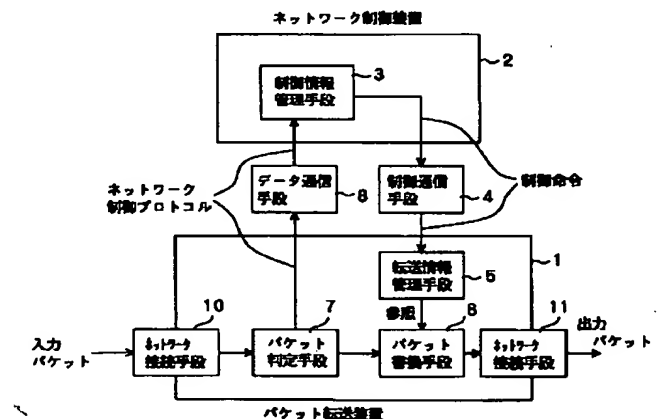 ネットワーク制御装置
2
3
制御情報
管理手段
ネットワーク
制御プロトコル
データ通信
手段
8
制御通信
手段
4
制御命令
転送情報
管理手段
5
1
参照
10
7
8
11
入力
パケット
ネットワーク
接続手段
パケット
判定手段
パケット
書換手段
ネットワーク
接続手段
出力
パケット
パケット転送装置